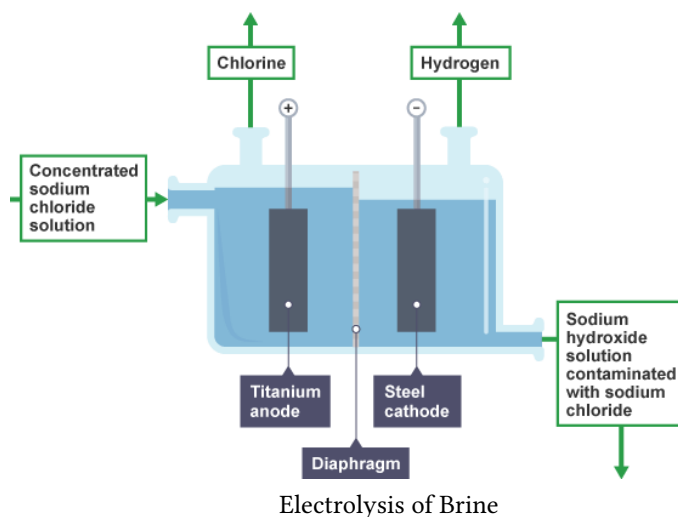 Chlorine
Hydrogen
+
−
Concentrated
sodium
chloride
solution
Sodium
hydroxide
solution
contaminated
with sodium
chloride
Titanium
anode
Steel
cathode
Diaphragm
Electrolysis of Brine